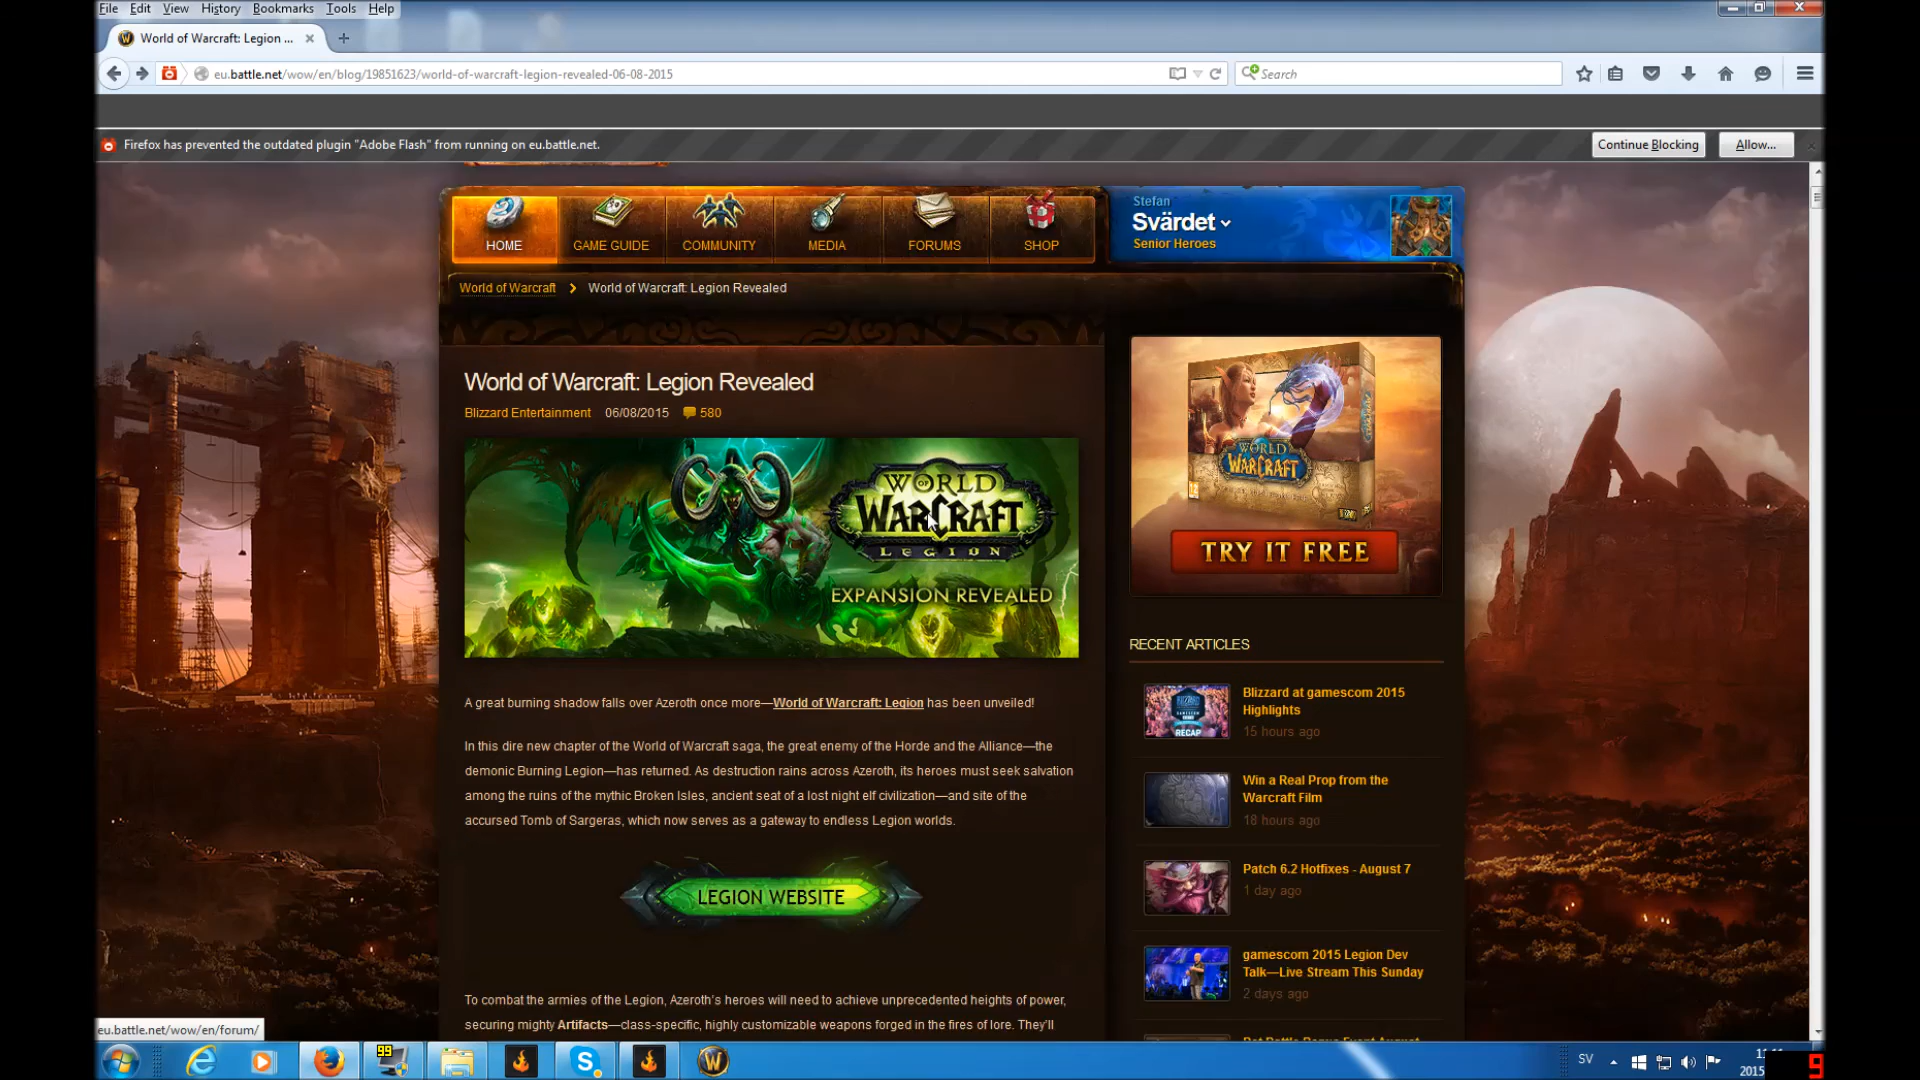 File Edit View History Bookmarks Tools Help
World of Warcraft: Legion ...
eu.battle.net/wow/en/blog/19851623/world-of-warcraft-legion-revealed-06-08-2015
Search
Firefox has prevented the outdated plugin "Adobe Flash" from running on eu.battle.net.
Continue Blocking
Allow...
HOME
GAME GUIDE
COMMUNITY
MEDIA
FORUMS
SHOP
Stefan
Svärdet
Senior Heroes
World of Warcraft
World of Warcraft: Legion Revealed
World of Warcraft: Legion Revealed
Blizzard Entertainment 06/08/2015 580
WORLD OF
WARCRAFT
LEGION
EXPANSION REVEALED
A great burning shadow falls over Azeroth once more—World of Warcraft: Legion has been unveiled!
In this dire new chapter of the World of Warcraft saga, the great enemy of the Horde and the Alliance—the
demonic Burning Legion—has returned. As destruction rains across Azeroth, its heroes must seek salvation
among the ruins of the mythic Broken Isles, ancient seat of a lost night elf civilization—and site of the
accursed Tomb of Sargeras, which now serves as a gateway to endless Legion worlds.
LEGION WEBSITE
To combat the armies of the Legion, Azeroth's heroes will need to achieve unprecedented heights of power,
securing mighty Artifacts—class-specific, highly customizable weapons forged in the fires of lore. They'll
WORLD
WARCRAFT
TRY IT FREE
RECENT ARTICLES
RECAP
Blizzard at gamescom 2015
Highlights
15 hours ago
Win a Real Prop from the
Warcraft Film
18 hours ago
Patch 6.2 Hotfixes - August 7
1 day ago
gamescom 2015 Legion Dev
Talk—Live Stream This Sunday
2 days ago
eu.battle.net/wow/en/forum/
99
SV
2015
9